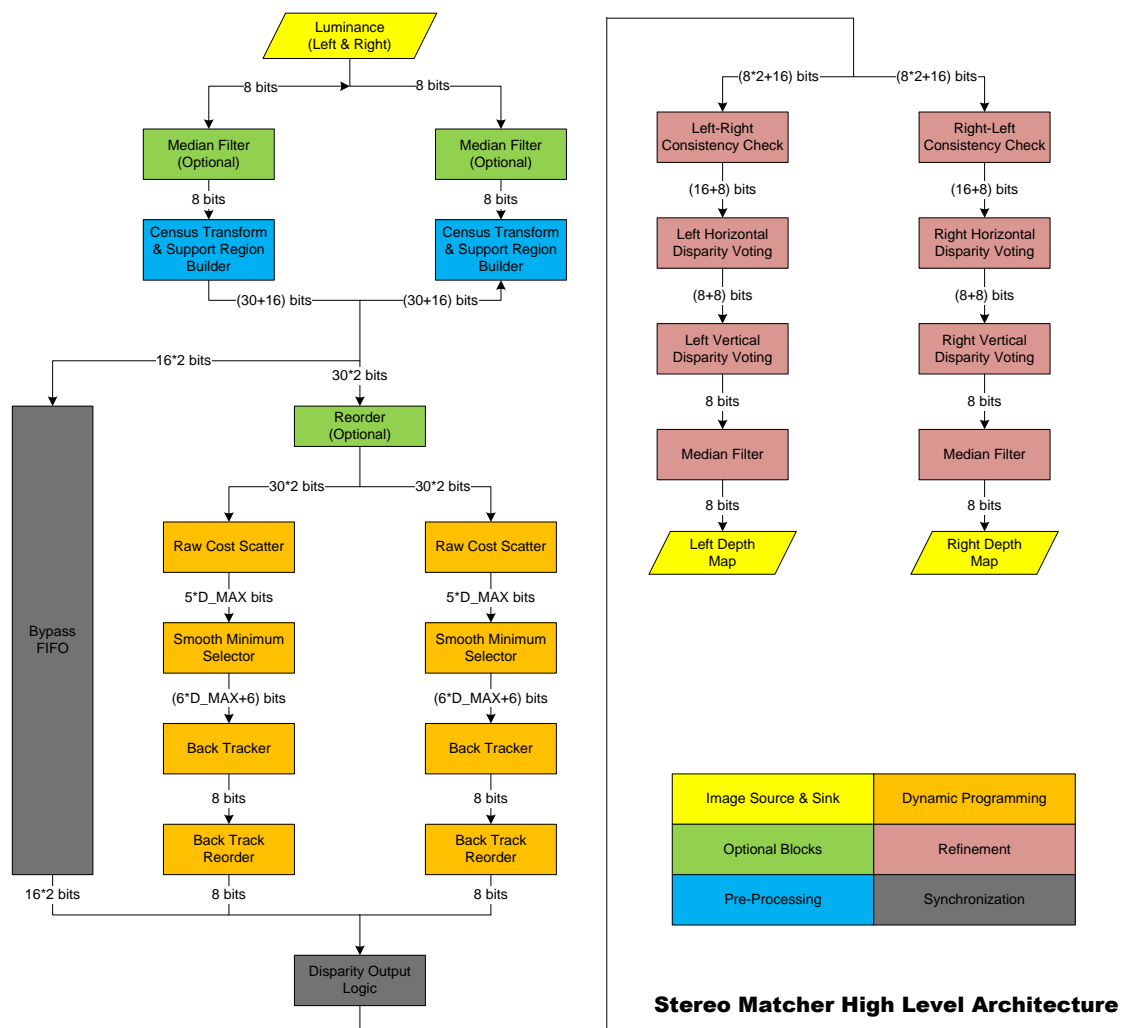 Luminance
(Left & Right)
8 bits
8 bits
Median Filter
(Optional)
Median Filter
(Optional)
8 bits
8 bits
Census Transform
& Support Region
Builder
Census Transform
& Support Region
Builder
(30+16) bits
(30+16) bits
16*2 bits
30*2 bits
Reorder
(Optional)
30*2 bits
30*2 bits
Bypass
FIFO
Raw Cost Scatter
Raw Cost Scatter
5*D_MAX bits
5*D_MAX bits
Smooth Minimum
Selector
Smooth Minimum
Selector
(6*D_MAX+6) bits
(6*D_MAX+6) bits
Back Tracker
Back Tracker
8 bits
8 bits
Back Track
Reorder
Back Track
Reorder
16*2 bits
8 bits
8 bits
Disparity Output
Logic
(8*2+16) bits
(8*2+16) bits
Left-Right
Consistency Check
Right-Left
Consistency Check
(16+8) bits
(16+8) bits
Left Horizontal
Disparity Voting
Right Horizontal
Disparity Voting
(8+8) bits
(8+8) bits
Left Vertical
Disparity Voting
Right Vertical
Disparity Voting
8 bits
8 bits
Median Filter
Median Filter
8 bits
8 bits
Left Depth
Map
Right Depth
Map
Image Source & Sink
Dynamic Programming
Optional Blocks
Refinement
Pre-Processing
Synchronization
Stereo Matcher High Level Architecture